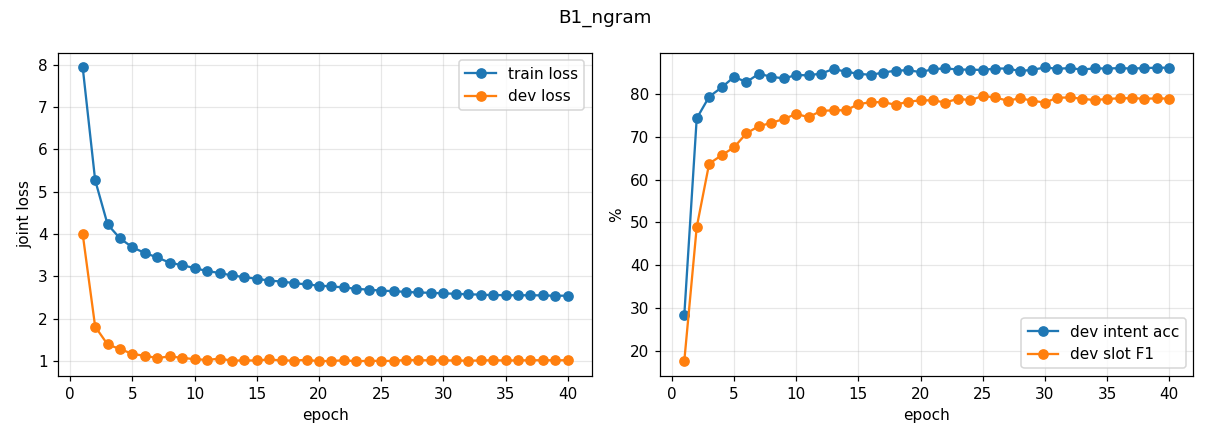 B1_ngram
joint loss
8
7
6
5
4
3
2
1
0 5 10 15 20 25 30 35 40
epoch
train loss
dev loss
%
80
70
60
50
40
30
20
0 5 10 15 20 25 30 35 40
epoch
dev intent acc
dev slot F1